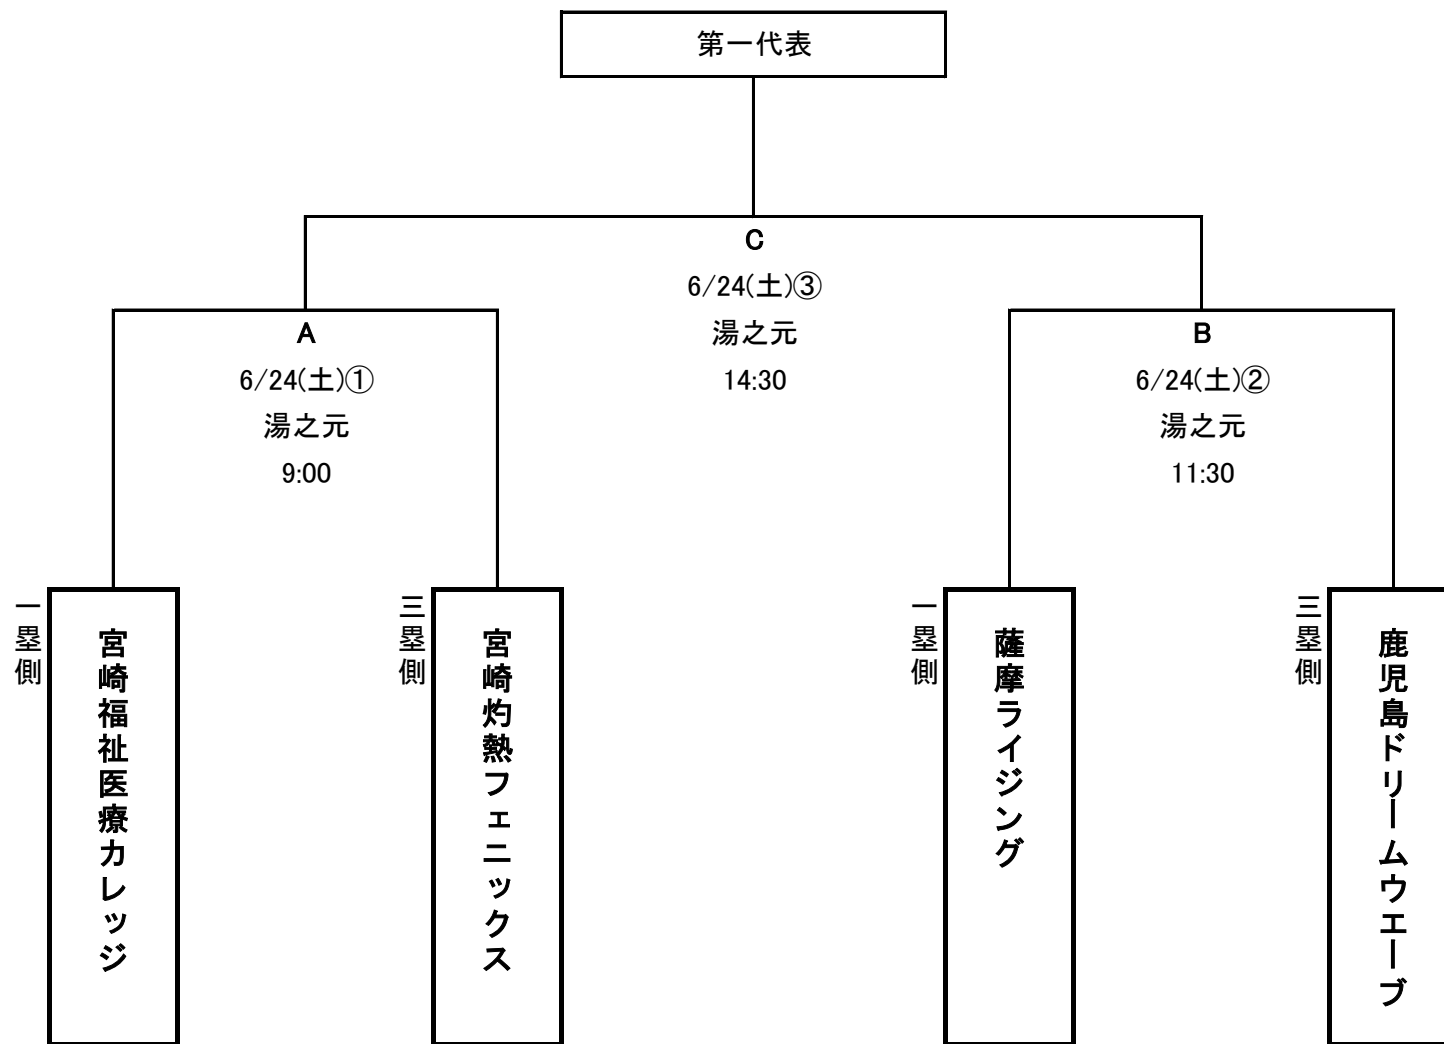 第一代表
C
6/24(土)③
湯之元
14:30
A
6/24(土)①
湯之元
9:00
B
6/24(土)②
湯之元
11:30
一塁側
宮崎福祉医療カレッジ
三塁側
宮崎灼熱フェニックス
一塁側
薩摩ライジング
三塁側
鹿児島ドリームウエーブ